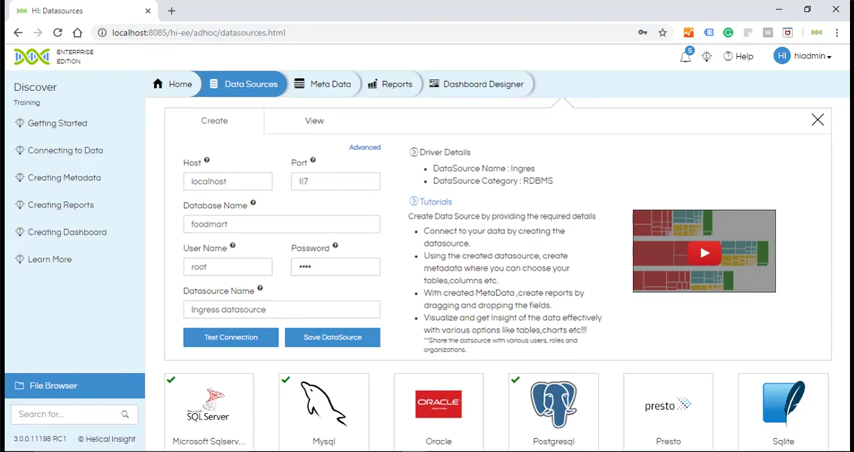 HI: Datasources
localhost:8085/hi-ee/adhoc/datasources.html
ENTERPRISE
EDITION
5
Help
HI
hiadmin
Discover
Training
Getting Started
Connecting to Data
Creating Metadata
Creating Reports
Creating Dashboard
Learn More
File Browser
Search for...
3.0.0.11198 RC1
© Helical Insight
Home
Data Sources
Meta Data
Reports
Dashboard Designer
Create
View
Advanced
Host
Port
localhost
II7
Database Name
foodmart
User Name
Password
root
••••
Datasource Name
Ingress datasource
Test Connection
Save DataSource
Driver Details
• DataSource Name : Ingres
• DataSource Category : RDBMS
Tutorials
Create Data Source by providing the required details
• Connect to your data by creating the
datasource.
• Using the created datasource, create
metadata where you can choose your
tables,columns etc.
• With created MetaData ,create reports by
dragging and dropping the fields.
• Visualize and get Insight of the data effectively
with various options like tables,charts etc!!!
**Share the datsource with various users, roles and
organizations.
SQL Server
Microsoft Sqlserv...
Mysql
ORACLE
Oracle
Postgresql
presto
Presto
Sqlite